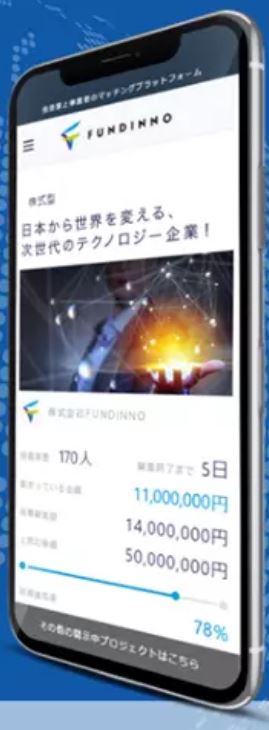 投資家と事業者のマッチングプラットフォーム
FUNDINNO
株式型
日本から世界を変える、
次世代のテクノロジー企業！
株式会社FUNDINNO
投資家数 170人
募集終了まで 5日
集まっている金額 11,000,000円
目標募集額 14,000,000円
上限応募額 50,000,000円
78%
その他の開示中プロジェクトはこちら